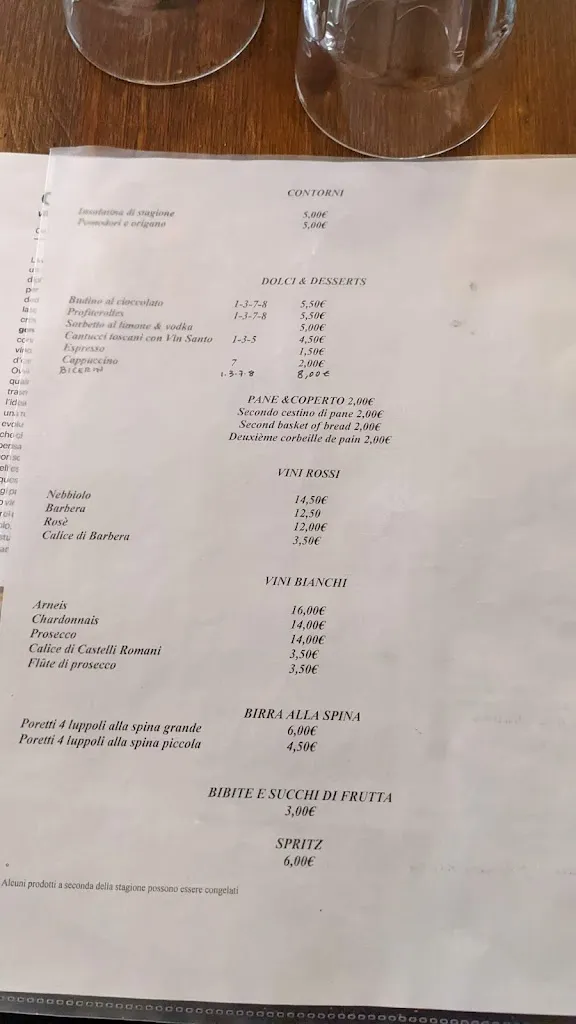 CONTORNI
Insalatina di stagione 5,00€
Pomodori e origano 5,00€
DOLCI & DESSERTS
Budino al cioccolato 1-3-7-8 5,50€
Profiterolles 1-3-7-8 5,50€
Sorbetto al limone & vodka 5,00€
Cantucci toscani con Vin Santo 1-3-5 4,50€
Espresso 1,50€
Cappuccino 7 2,00€
BICERIN 1.3.7.8 8,00€
PANE &COPERTO 2,00€
Secondo cestino di pane 2,00€
Second basket of bread 2,00€
Deuxième corbeille de pain 2,00€
VINI ROSSI
Nebbiolo 14,50€
Barbera 12,50
Rosè 12,00€
Calice di Barbera 3,50€
VINI BIANCHI
Arneis 16,00€
Chardonnais 14,00€
Prosecco 14,00€
Calice di Castelli Romani 3,50€
Flûte di prosecco 3,50€
BIRRA ALLA SPINA
Poretti 4 luppoli alla spina grande 6,00€
Poretti 4 luppoli alla spina piccola 4,50€
BIBITE E SUCCHI DI FRUTTA
3,00€
SPRITZ
6,00€
Alcuni prodotti a seconda della stagione possono essere congelati